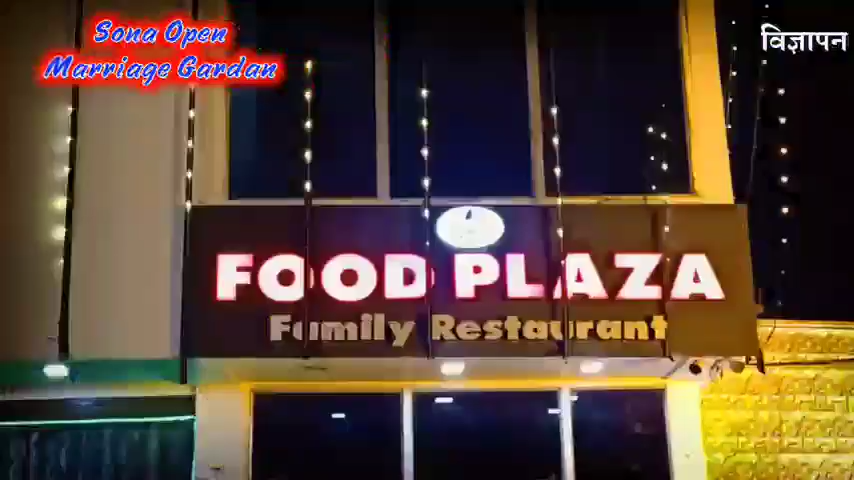 Sona Open
Marriage Gardan
विज्ञापन
FOOD PLAZA
Family Restaurant